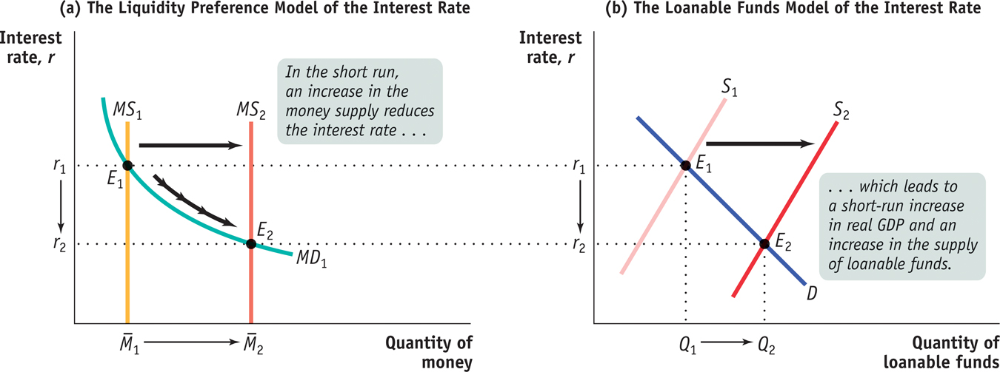 (a) The Liquidity Preference Model of the Interest Rate
Interest
rate, r
In the short run,
an increase in the
money supply reduces
the interest rate . . .
MS1
MS2
r1
E1
r2
E2
MD1
M̅1
M̅2
Quantity of
money
(b) The Loanable Funds Model of the Interest Rate
Interest
rate, r
S1
S2
r1
E1
. . . which leads to
a short-run increase
in real GDP and an
increase in the supply
of loanable funds.
r2
E2
D
Q1
Q2
Quantity of
loanable funds